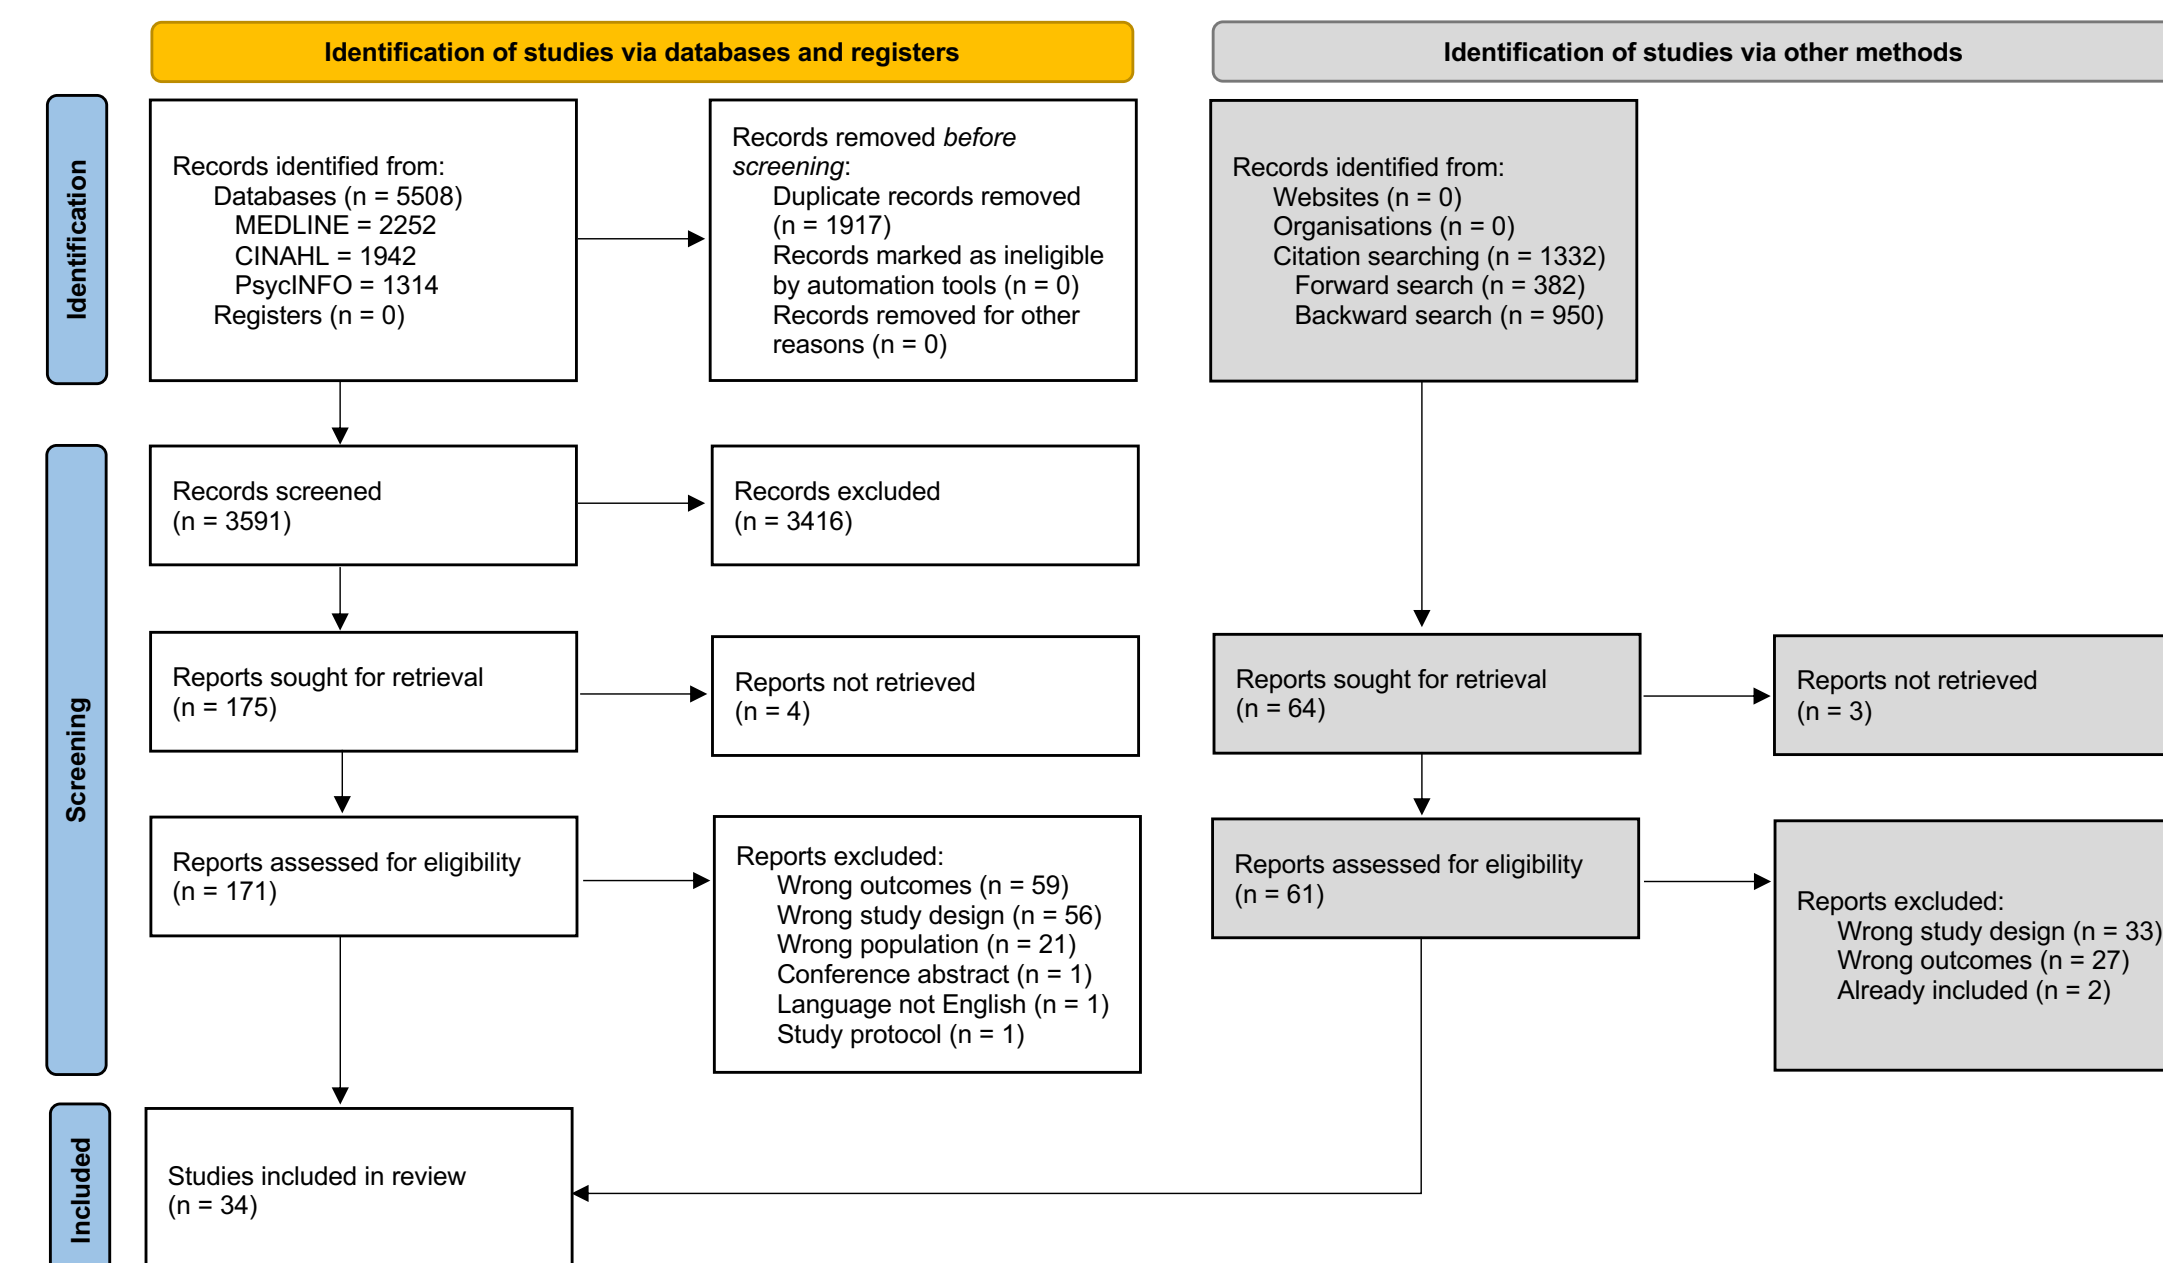 Identification of studies via databases and registers
Identification of studies via other methods
Identification
Records identified from:
Databases (n = 5508)
MEDLINE = 2252
CINAHL = 1942
PsycINFO = 1314
Registers (n = 0)
Records removed before
screening:
Duplicate records removed
(n = 1917)
Records marked as ineligible
by automation tools (n = 0)
Records removed for other
reasons (n = 0)
Records identified from:
Websites (n = 0)
Organisations (n = 0)
Citation searching (n = 1332)
Forward search (n = 382)
Backward search (n = 950)
Screening
Records screened
(n = 3591)
Records excluded
(n = 3416)
Reports sought for retrieval
(n = 175)
Reports not retrieved
(n = 4)
Reports sought for retrieval
(n = 64)
Reports not retrieved
(n = 3)
Reports assessed for eligibility
(n = 171)
Reports excluded:
Wrong outcomes (n = 59)
Wrong study design (n = 56)
Wrong population (n = 21)
Conference abstract (n = 1)
Language not English (n = 1)
Study protocol (n = 1)
Reports assessed for eligibility
(n = 61)
Reports excluded:
Wrong study design (n = 33)
Wrong outcomes (n = 27)
Already included (n = 2)
Included
Studies included in review
(n = 34)